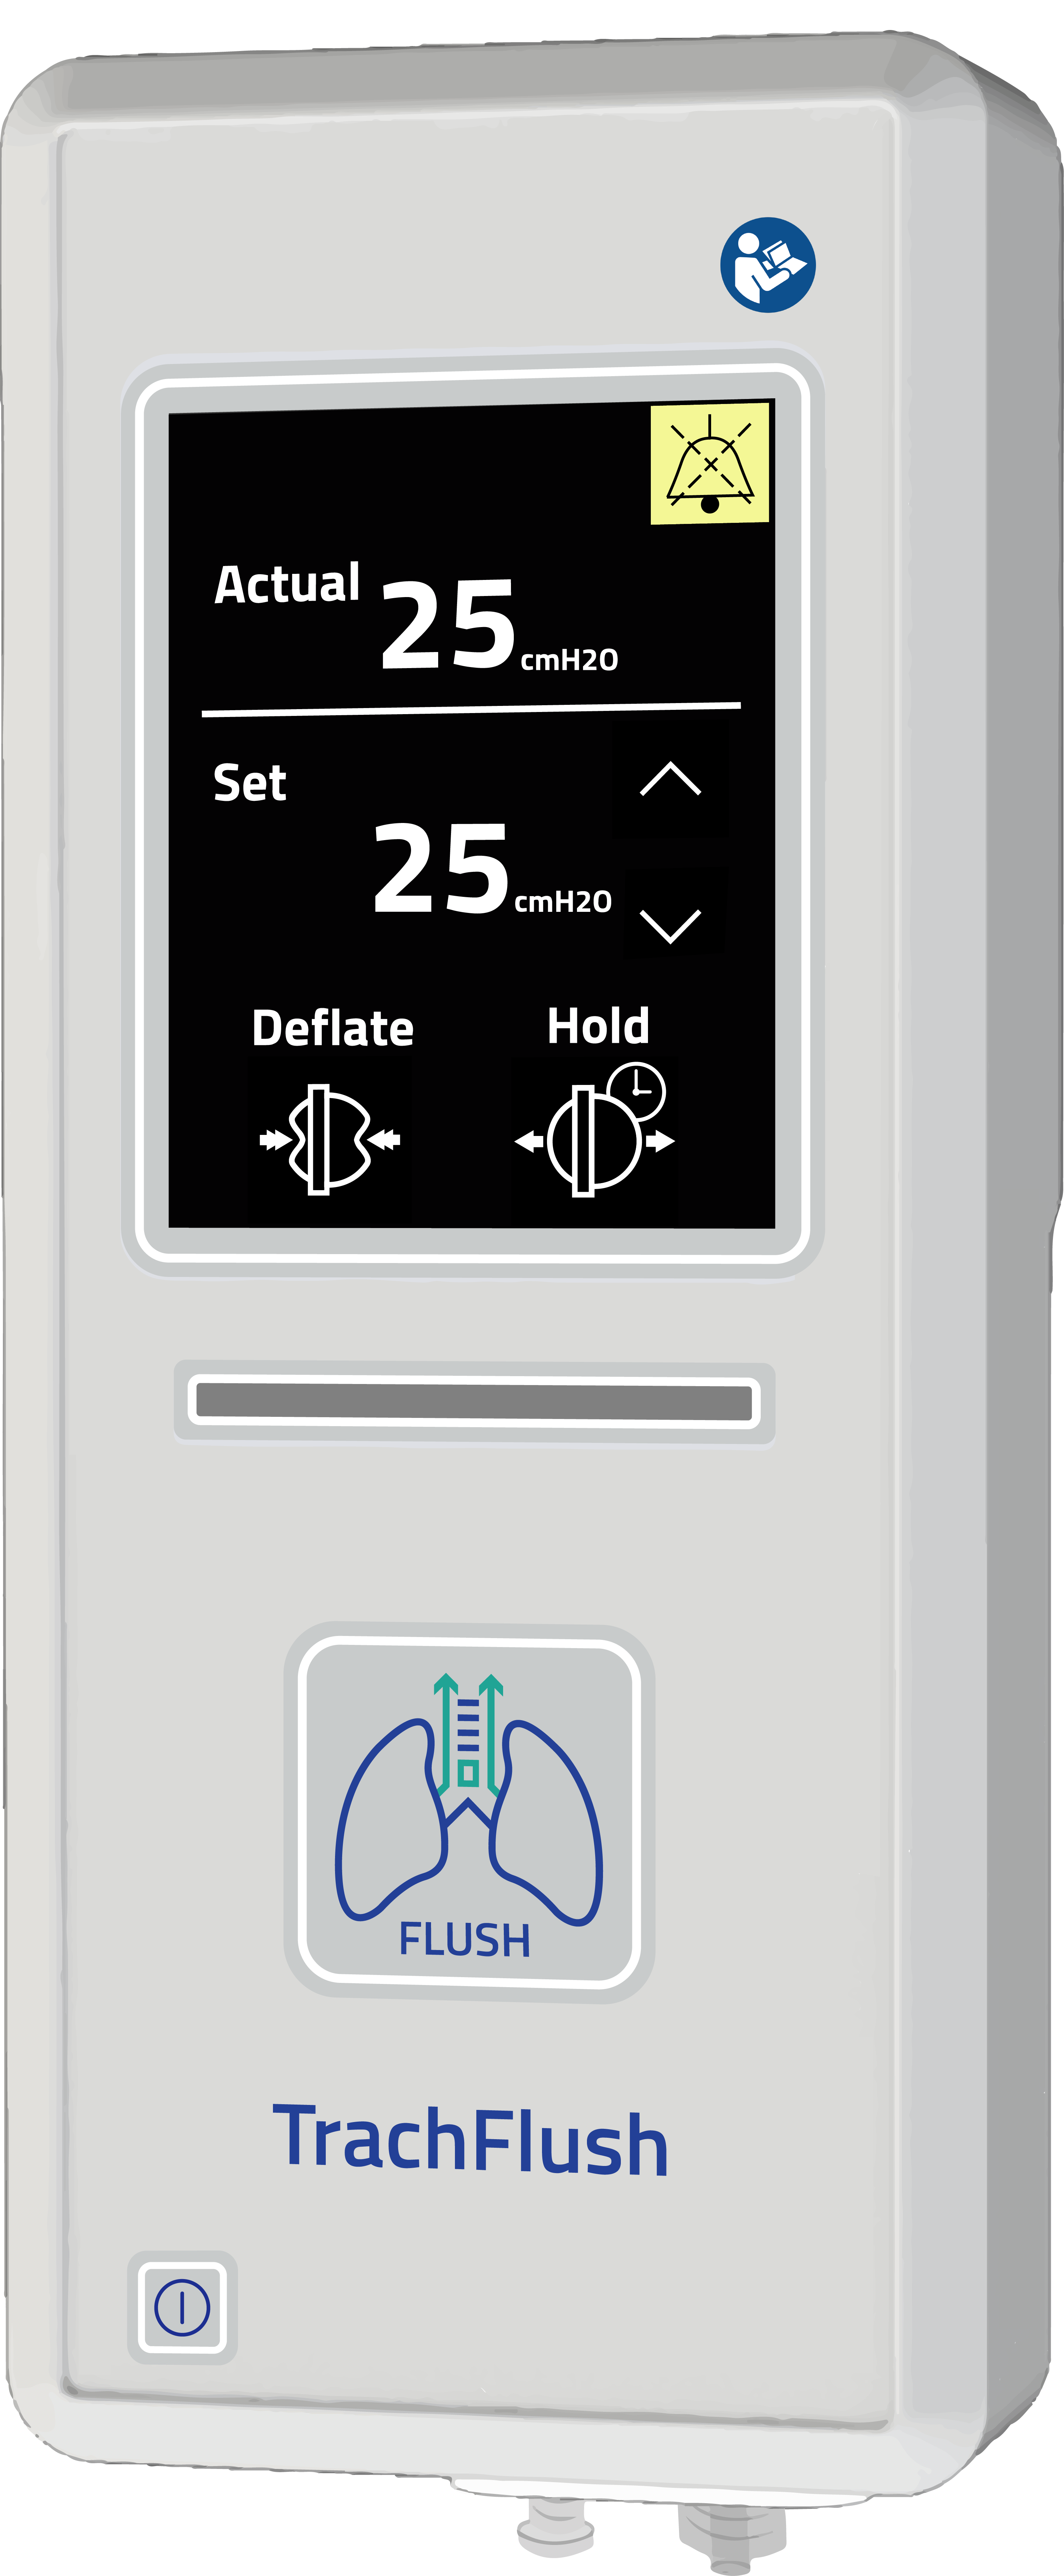 Actual 25 cmH2O
Set
25 cmH2O
Deflate Hold
FLUSH
TrachFlush